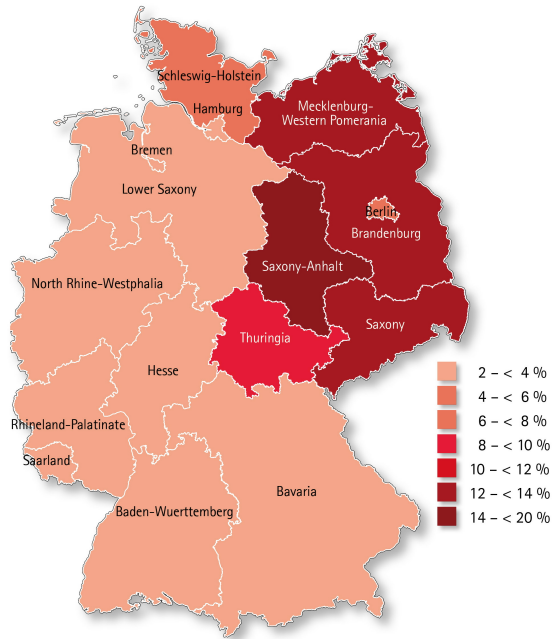 Schleswig-Holstein
Hamburg
Mecklenburg-
Western Pomerania
Bremen
Lower Saxony
Berlin
Brandenburg
Saxony-Anhalt
North Rhine-Westphalia
Saxony
Thuringia
Hesse
Rhineland-Palatinate
Saarland
Bavaria
Baden-Wuerttemberg
2 – < 4 %
4 – < 6 %
6 – < 8 %
8 – < 10 %
10 – < 12 %
12 – < 14 %
14 – < 20 %